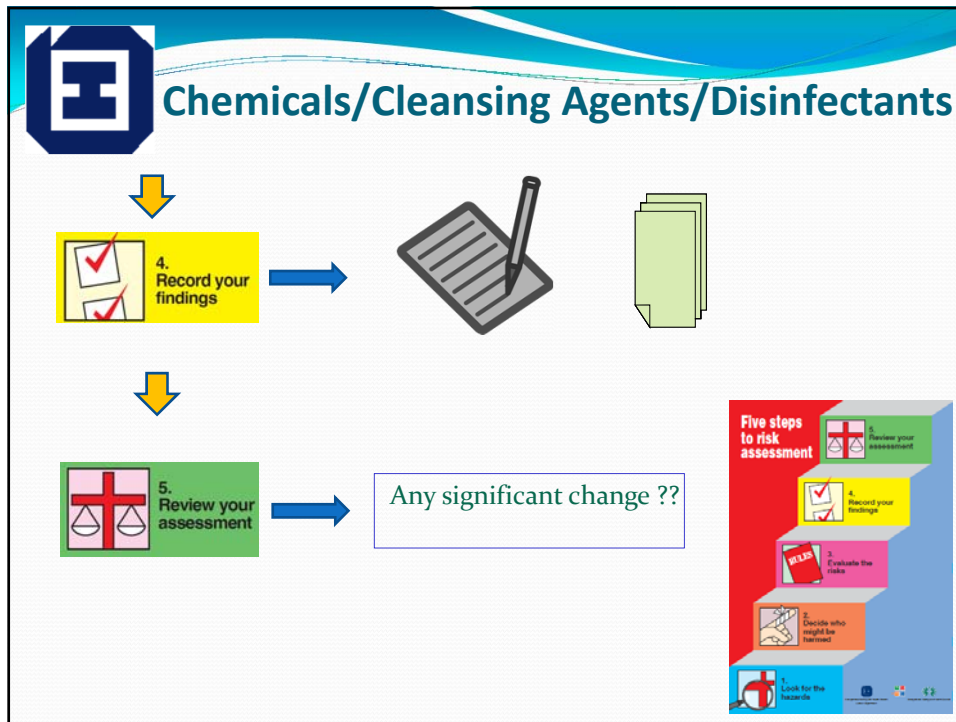 Chemicals/Cleansing Agents/Disinfectants
4.
Record your
findings
5.
Review your
assessment
Any significant change ??
Five steps
to risk
assessment
5.
Review your
assessment
4.
Record your
findings
RULES
3.
Evaluate the
risks
2.
Decide who
might be
harmed
1.
Look for the
hazards